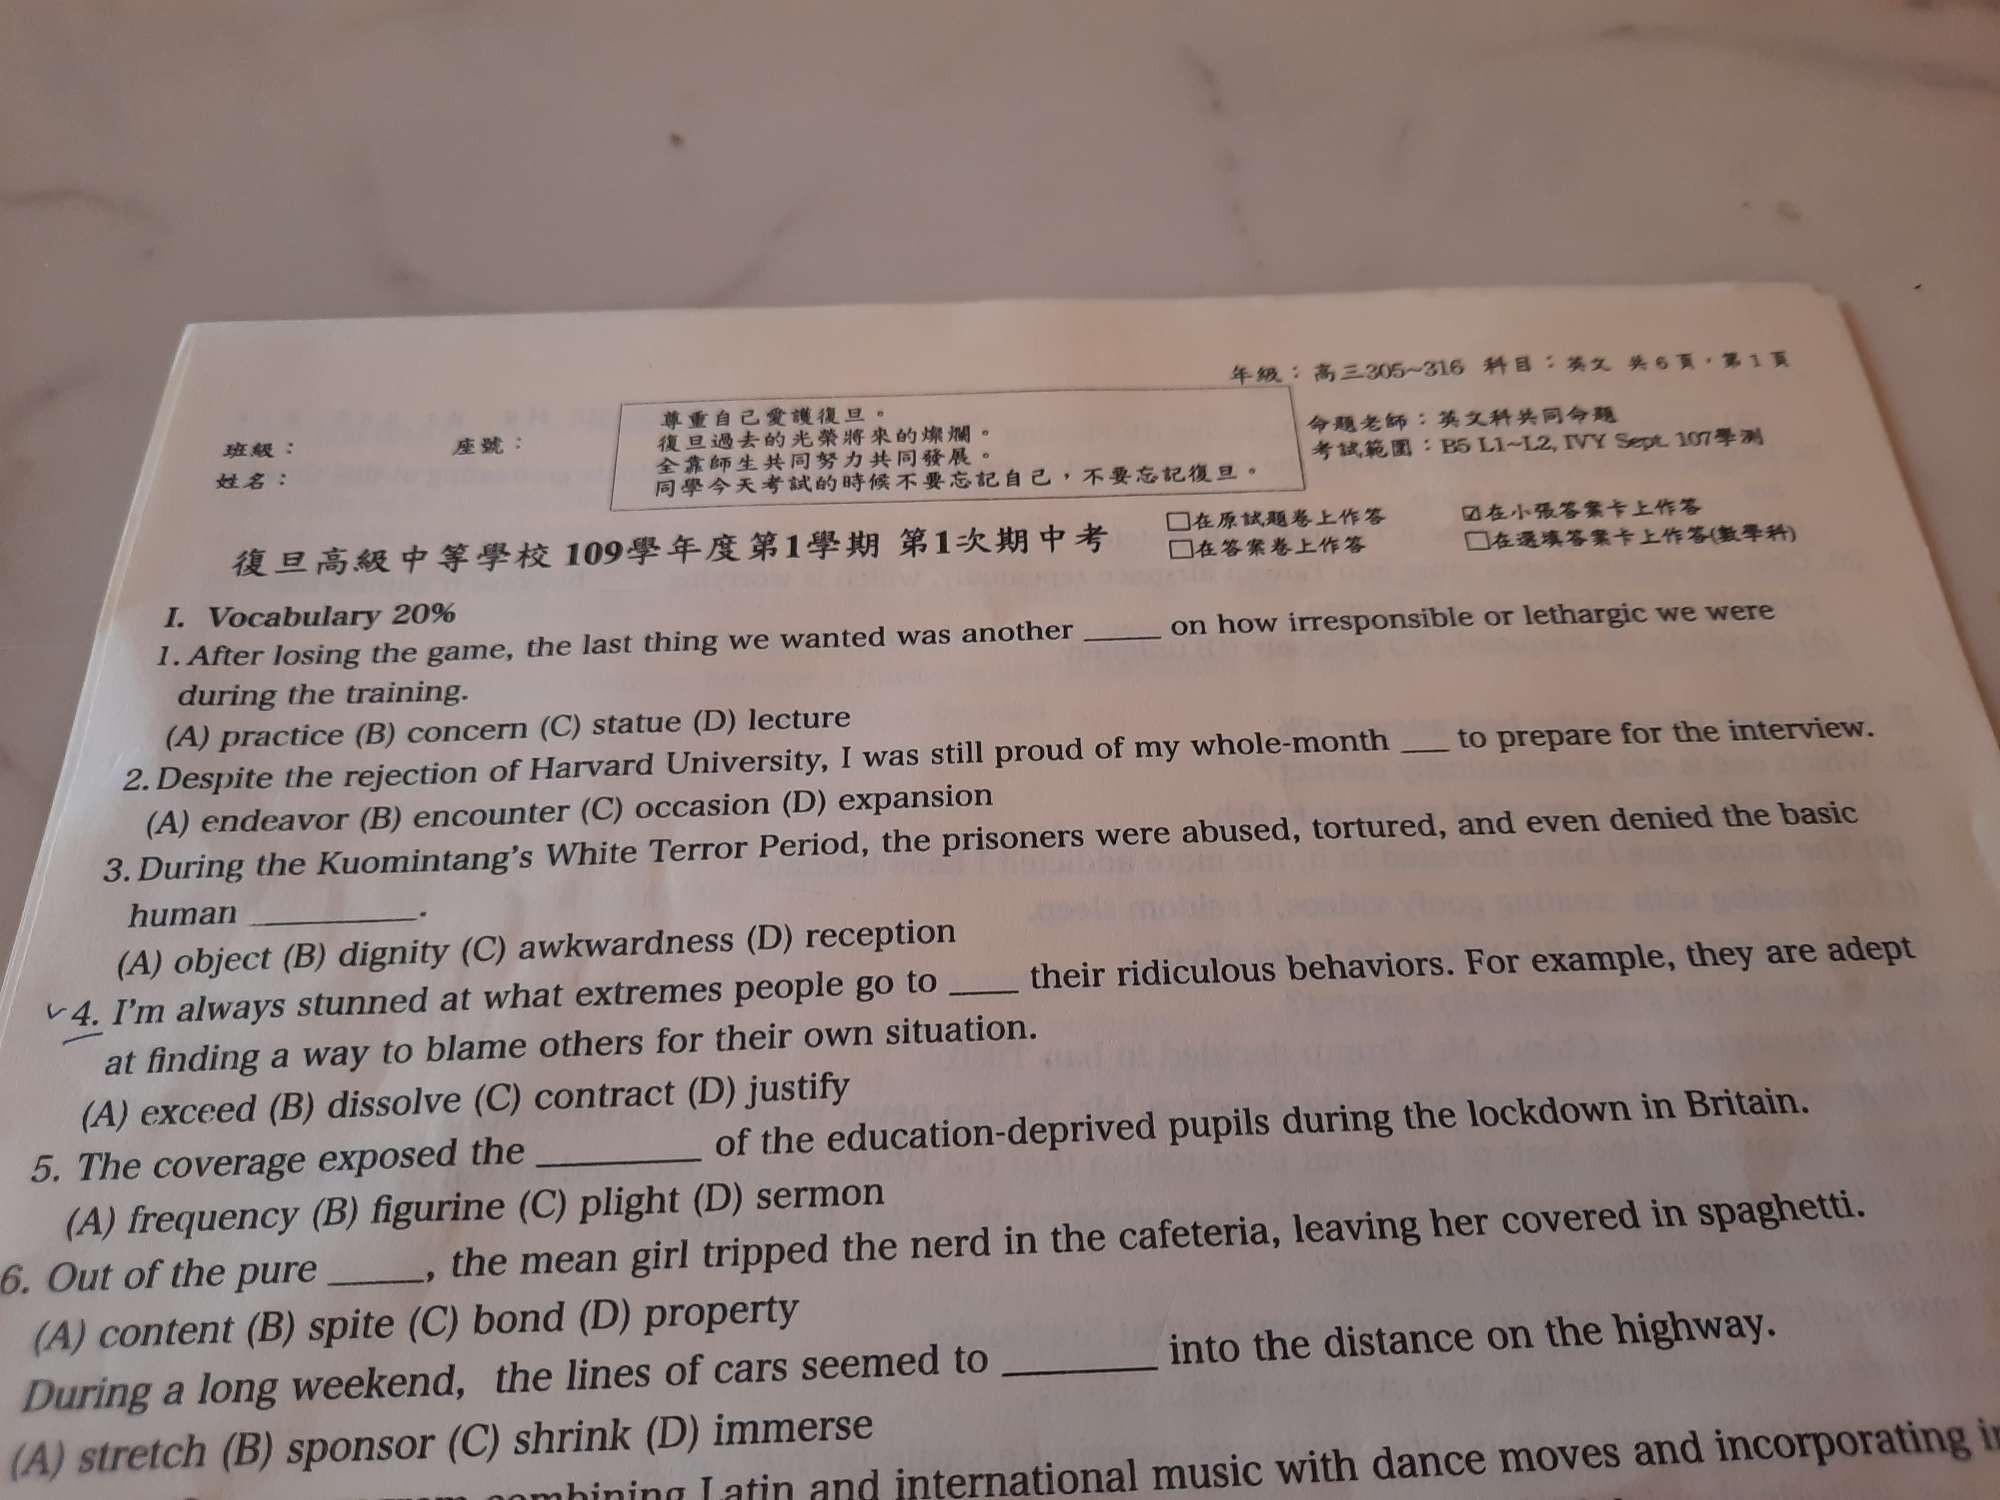 年級：高三305~316 科目：英文 共6頁，第1頁
尊重自己愛護復旦。
復旦過去的光榮將來的燦爛。
全靠師生共同努力共同發展。
同學今天考試的時候不要忘記自己，不要忘記復旦。
命題老師：英文科共同命題
考試範圍：B5 L1~L2, IVY Sept. 107學測
班級： 座號：
姓名：
□在原試題卷上作答 ☑在小張答案卡上作答
□在答案卷上作答 □在選填答案卡上作答(數學科)
復旦高級中等學校 109學年度第1學期 第1次期中考
I. Vocabulary 20%
1. After losing the game, the last thing we wanted was another _____ on how irresponsible or lethargic we were
during the training.
(A) practice (B) concern (C) statue (D) lecture
2. Despite the rejection of Harvard University, I was still proud of my whole-month ___ to prepare for the interview.
(A) endeavor (B) encounter (C) occasion (D) expansion
3. During the Kuomintang's White Terror Period, the prisoners were abused, tortured, and even denied the basic
human __________.
(A) object (B) dignity (C) awkwardness (D) reception
4. I'm always stunned at what extremes people go to ____ their ridiculous behaviors. For example, they are adept
at finding a way to blame others for their own situation.
(A) exceed (B) dissolve (C) contract (D) justify
5. The coverage exposed the _________ of the education-deprived pupils during the lockdown in Britain.
(A) frequency (B) figurine (C) plight (D) sermon
6. Out of the pure _____, the mean girl tripped the nerd in the cafeteria, leaving her covered in spaghetti.
(A) content (B) spite (C) bond (D) property
During a long weekend, the lines of cars seemed to ________ into the distance on the highway.
(A) stretch (B) sponsor (C) shrink (D) immerse
combining Latin and international music with dance moves and incorporating